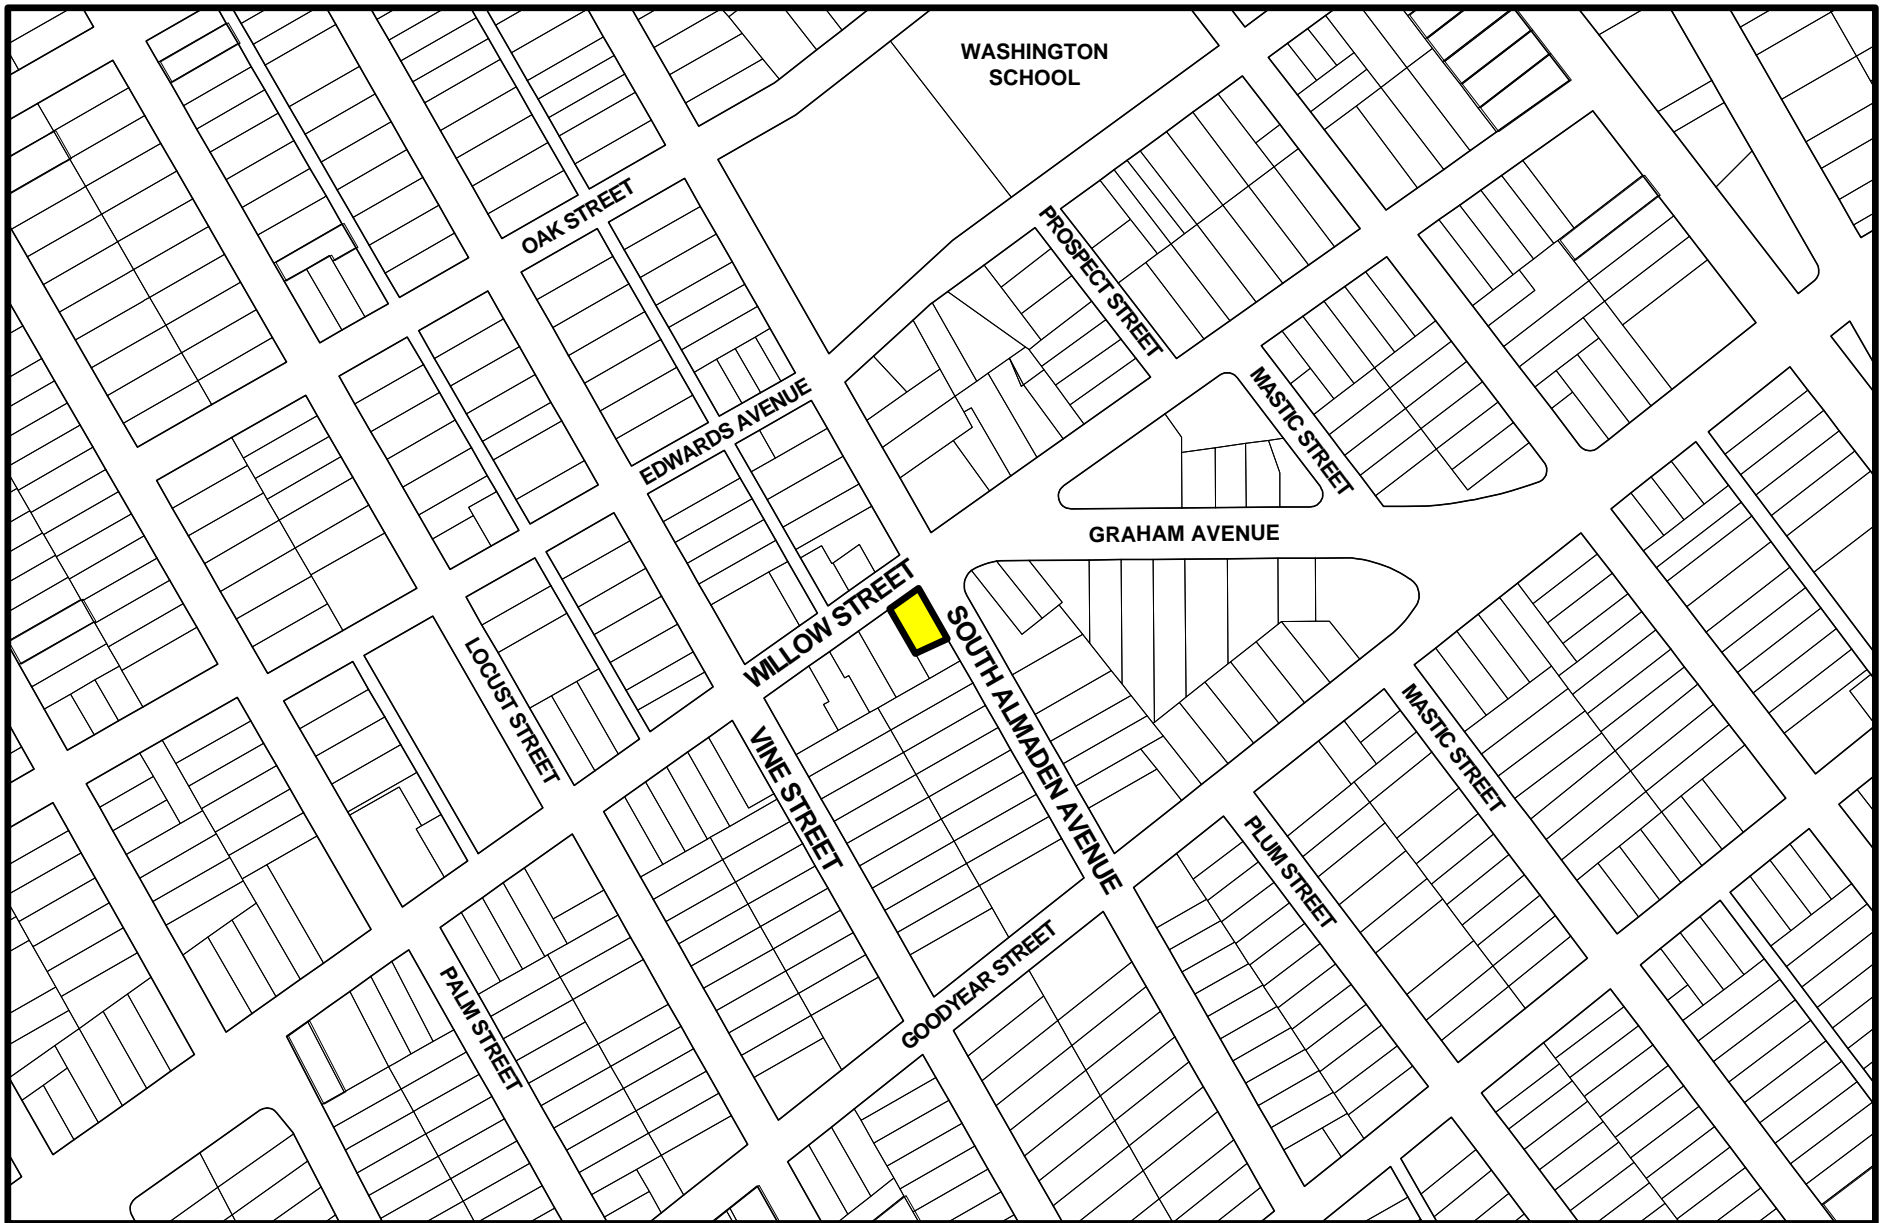 WASHINGTON
SCHOOL
OAK STREET
PROSPECT STREET
EDWARDS AVENUE
MASTIC STREET
GRAHAM AVENUE
WILLOW STREET
LOCUST STREET
SOUTH ALMADEN AVENUE
VINE STREET
MASTIC STREET
PLUM STREET
GOODYEAR STREET
PALM STREET